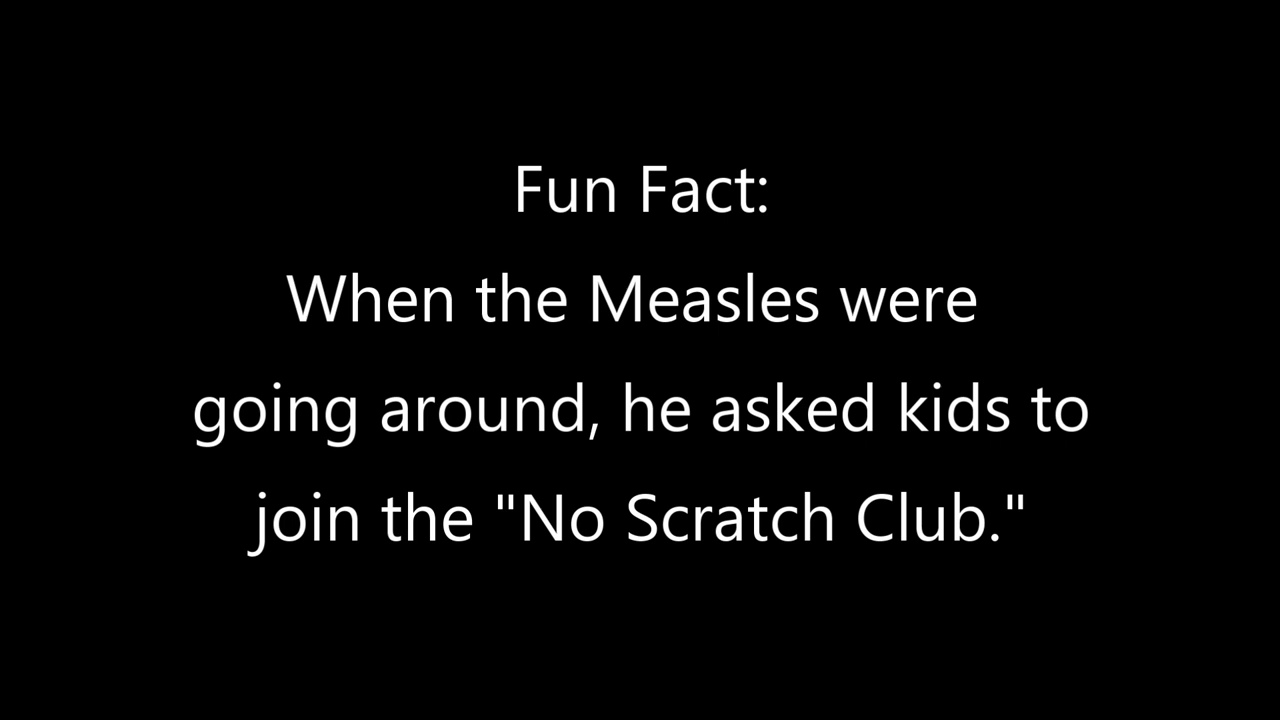 Fun Fact:
When the Measles were
going around, he asked kids to
join the "No Scratch Club."